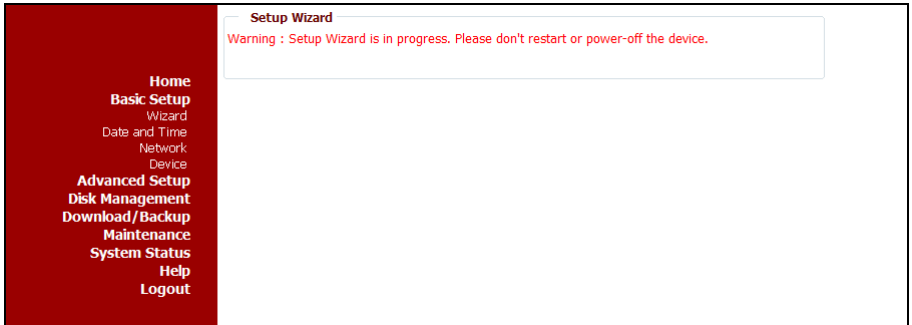 Setup Wizard
Warning : Setup Wizard is in progress. Please don't restart or power-off the device.
Home
Basic Setup
Wizard
Date and Time
Network
Device
Advanced Setup
Disk Management
Download/Backup
Maintenance
System Status
Help
Logout